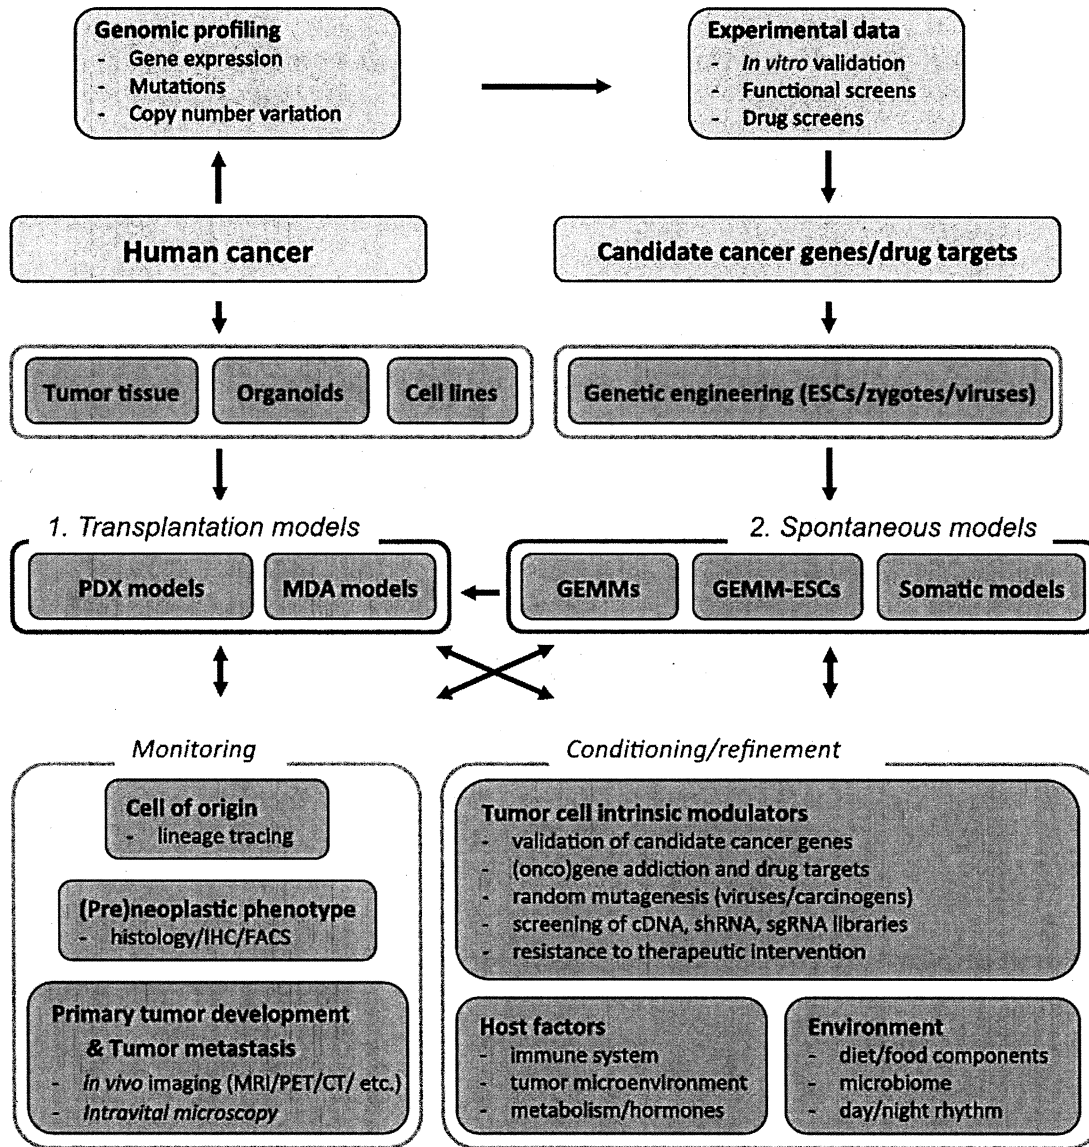 Genomic profiling
- Gene expression
- Mutations
- Copy number variation
Experimental data
- In vitro validation
- Functional screens
- Drug screens
Human cancer
Candidate cancer genes/drug targets
Tumor tissue
Organoids
Cell lines
Genetic engineering (ESCs/zygotes/viruses)
1. Transplantation models
2. Spontaneous models
PDX models
MDA models
GEMMs
GEMM-ESCs
Somatic models
Monitoring
Cell of origin
- lineage tracing
(Pre)neoplastic phenotype
- histology/IHC/FACS
Primary tumor development
& Tumor metastasis
- In vivo imaging (MRI/PET/CT/ etc.)
- Intravital microscopy
Conditioning/refinement
Tumor cell intrinsic modulators
- validation of candidate cancer genes
- (onco)gene addiction and drug targets
- random mutagenesis (viruses/carcinogens)
- screening of cDNA, shRNA, sgRNA libraries
- resistance to therapeutic intervention
Host factors
- immune system
- tumor microenvironment
- metabolism/hormones
Environment
- diet/food components
- microbiome
- day/night rhythm